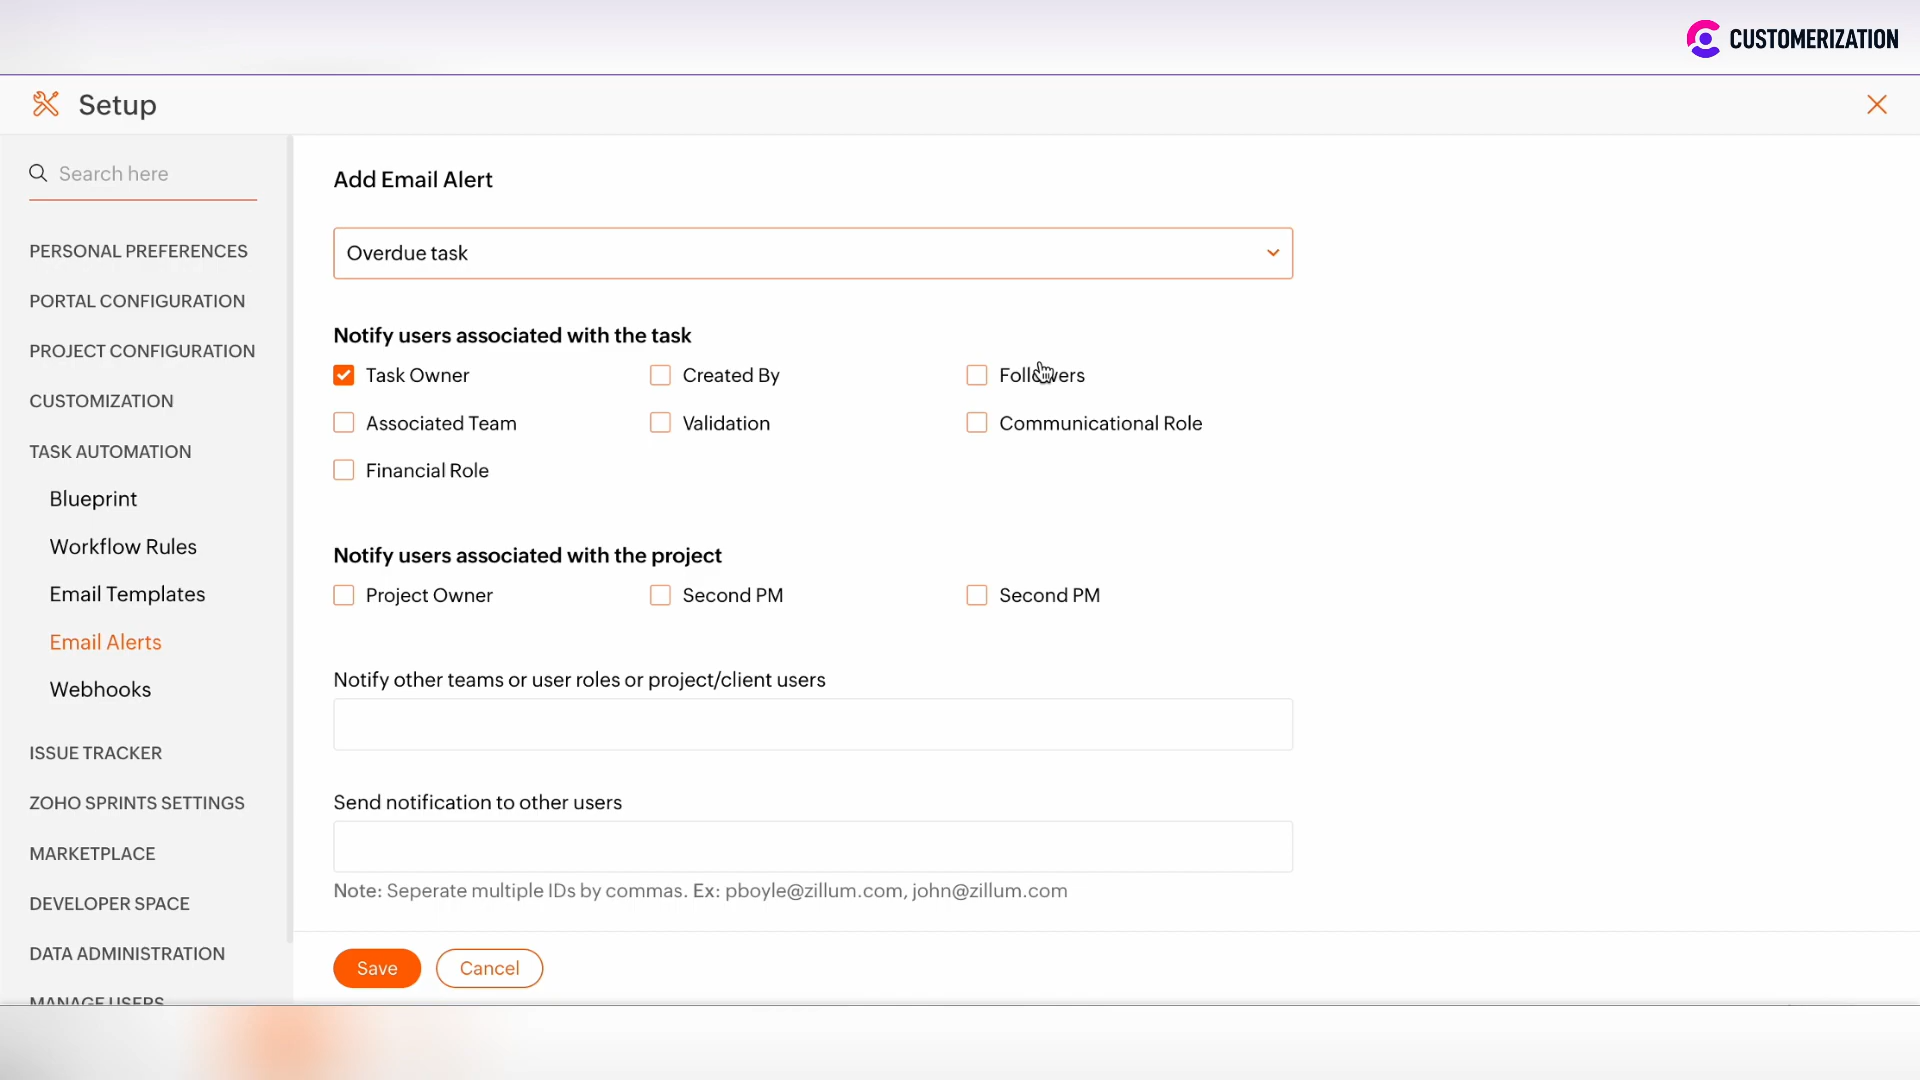 CUSTOMERIZATION
Setup
Search here
PERSONAL PREFERENCES
PORTAL CONFIGURATION
PROJECT CONFIGURATION
CUSTOMIZATION
TASK AUTOMATION
Blueprint
Workflow Rules
Email Templates
Email Alerts
Webhooks
ISSUE TRACKER
ZOHO SPRINTS SETTINGS
MARKETPLACE
DEVELOPER SPACE
DATA ADMINISTRATION
MANAGE USERS
Add Email Alert
Overdue task
Notify users associated with the task
Task Owner
Created By
Followers
Associated Team
Validation
Communicational Role
Financial Role
Notify users associated with the project
Project Owner
Second PM
Second PM
Notify other teams or user roles or project/client users
Send notification to other users
Note: Seperate multiple IDs by commas. Ex: pboyle@zillum.com, john@zillum.com
Save
Cancel